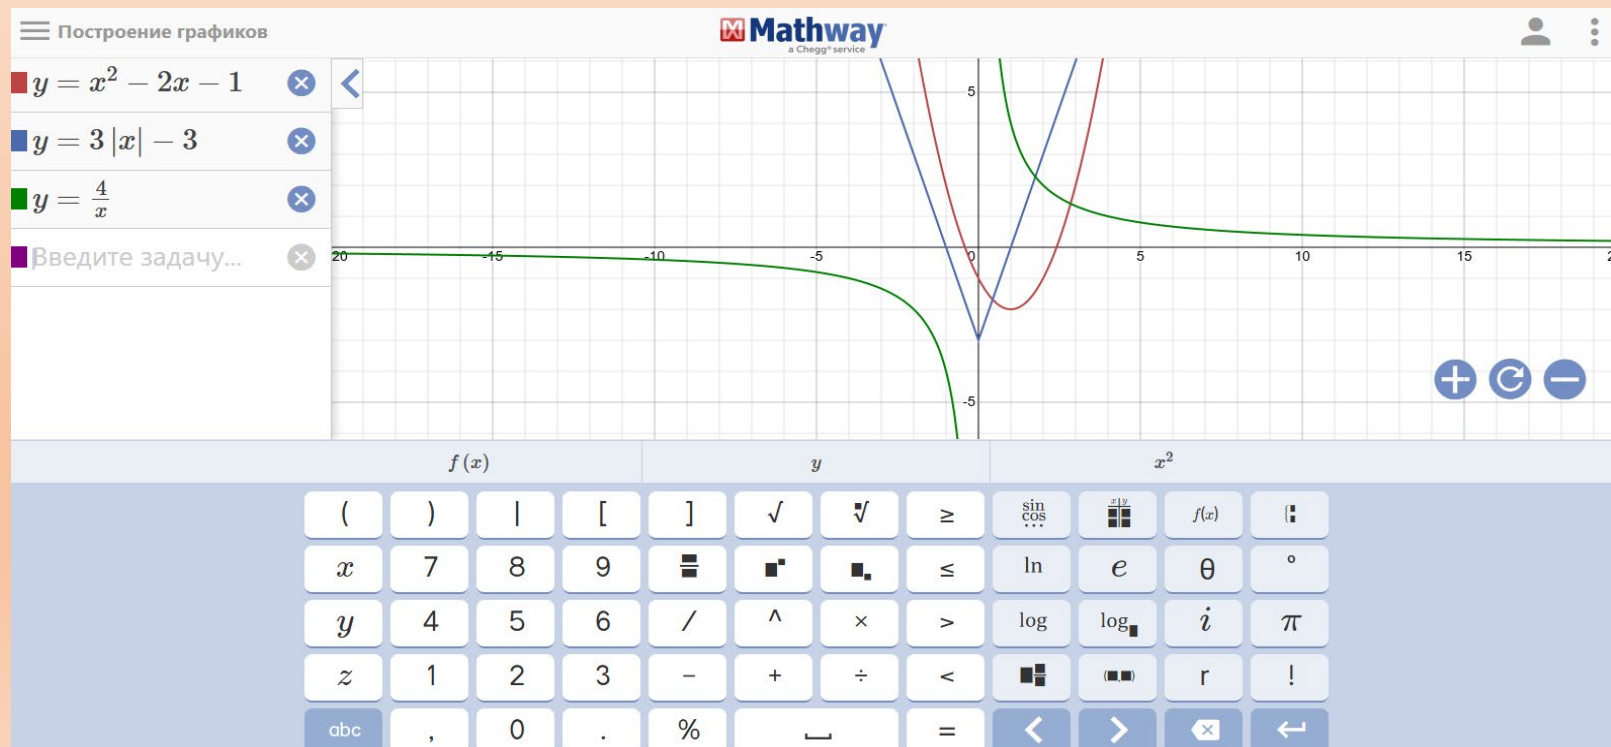 Построение графиков
Mathway
a Chegg® service
y = x² − 2x − 1
y = 3 |x| − 3
y = 4/x
Введите задачу...
5
20 -15 -10 -5 0 5 10 15 2
-5
f (x) y x²
( ) | [ ] √ ∛ ≥ sin cos ... x|y f(x) {
x 7 8 9 ≤ ln e θ °
y 4 5 6 / ^ × > log log i π
z 1 2 3 − + ÷ < (,) r !
abc , 0 . % =